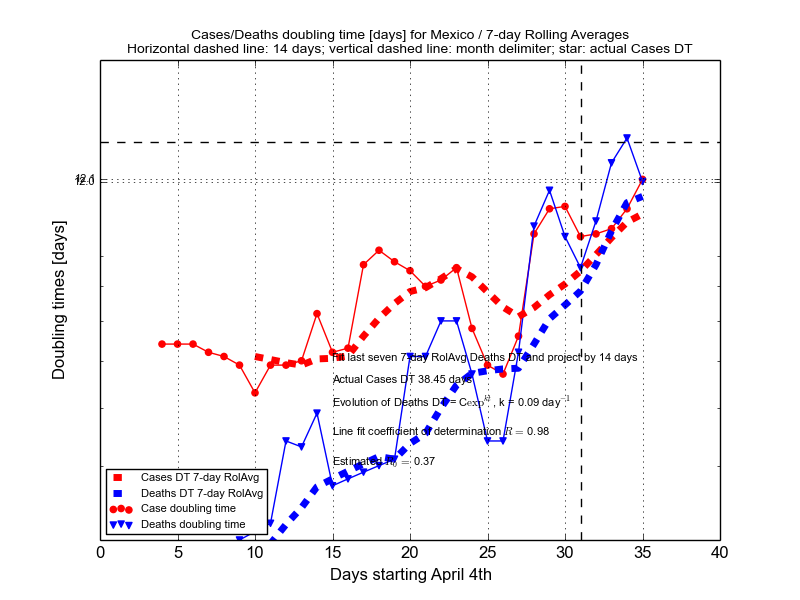 Cases/Deaths doubling time [days] for Mexico / 7-day Rolling Averages
Horizontal dashed line: 14 days; vertical dashed line: month delimiter; star: actual Cases DT
12.1
12.0
Doubling times [days]
Fit last seven 7-day RolAvg Deaths DT and project by 14 days
Actual Cases DT 38.45 days
Evolution of Deaths DT = Cexp^{kt}, k = 0.09 day^{-1}
Line fit coefficient of determination R = 0.98
Estimated R_0 = 0.37
Cases DT 7-day RolAvg
Deaths DT 7-day RolAvg
Case doubling time
Deaths doubling time
0 5 10 15 20 25 30 35 40
Days starting April 4th